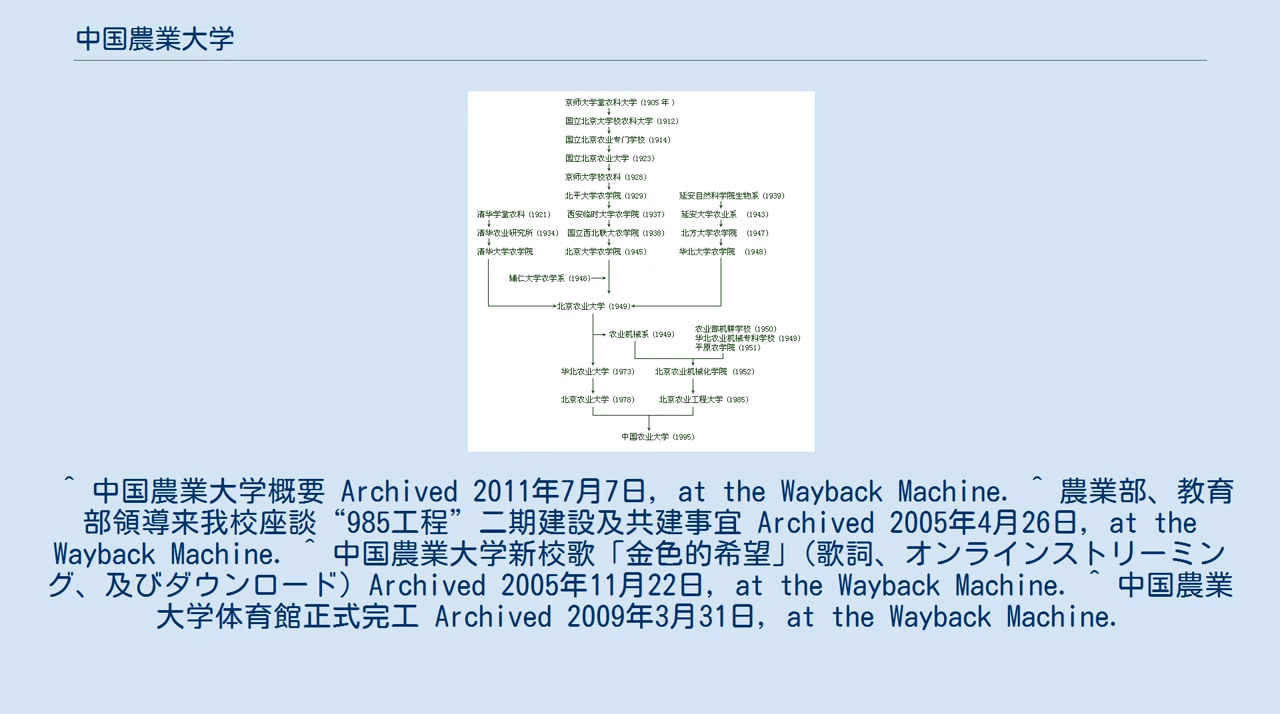 中国農業大学
京师大学堂农科大学 (1905 年 )
国立北京大学校农科大学 (1912)
国立北京农业专门学校 (1914)
国立北京农业大学 (1923)
京师大学校农科 (1928)
北平大学农学院 (1929)
延安自然科学院生物系 (1939)
清华学堂农科 (1921)
西安临时大学农学院 (1937)
延安大学农业系 (1943)
清华农业研究所 (1934)
国立西北联大农学院 (1938)
北方大学农学院 (1947)
清华大学农学院
北京大学农学院 (1945)
华北大学农学院 (1948)
辅仁大学农学系 (1948)
北京农业大学 (1949)
农业机械系 (1949)
农业部机耕学校 (1950)
华北农业机械专科学校 (1949)
平原农学院 (1951)
华北农业大学 (1973)
北京农业机械化学院 (1952)
北京农业大学 (1978)
北京农业工程大学 (1985)
中国农业大学 (1995)
^ 中国農業大学概要 Archived 2011年7月7日, at the Wayback Machine. ^ 農業部、教育
部領導来我校座談“985工程”二期建設及共建事宜 Archived 2005年4月26日, at the
Wayback Machine. ^ 中国農業大学新校歌「金色的希望」（歌詞、オンラインストリーミン
グ、及びダウンロード）Archived 2005年11月22日, at the Wayback Machine. ^ 中国農業
大学体育館正式完工 Archived 2009年3月31日, at the Wayback Machine.